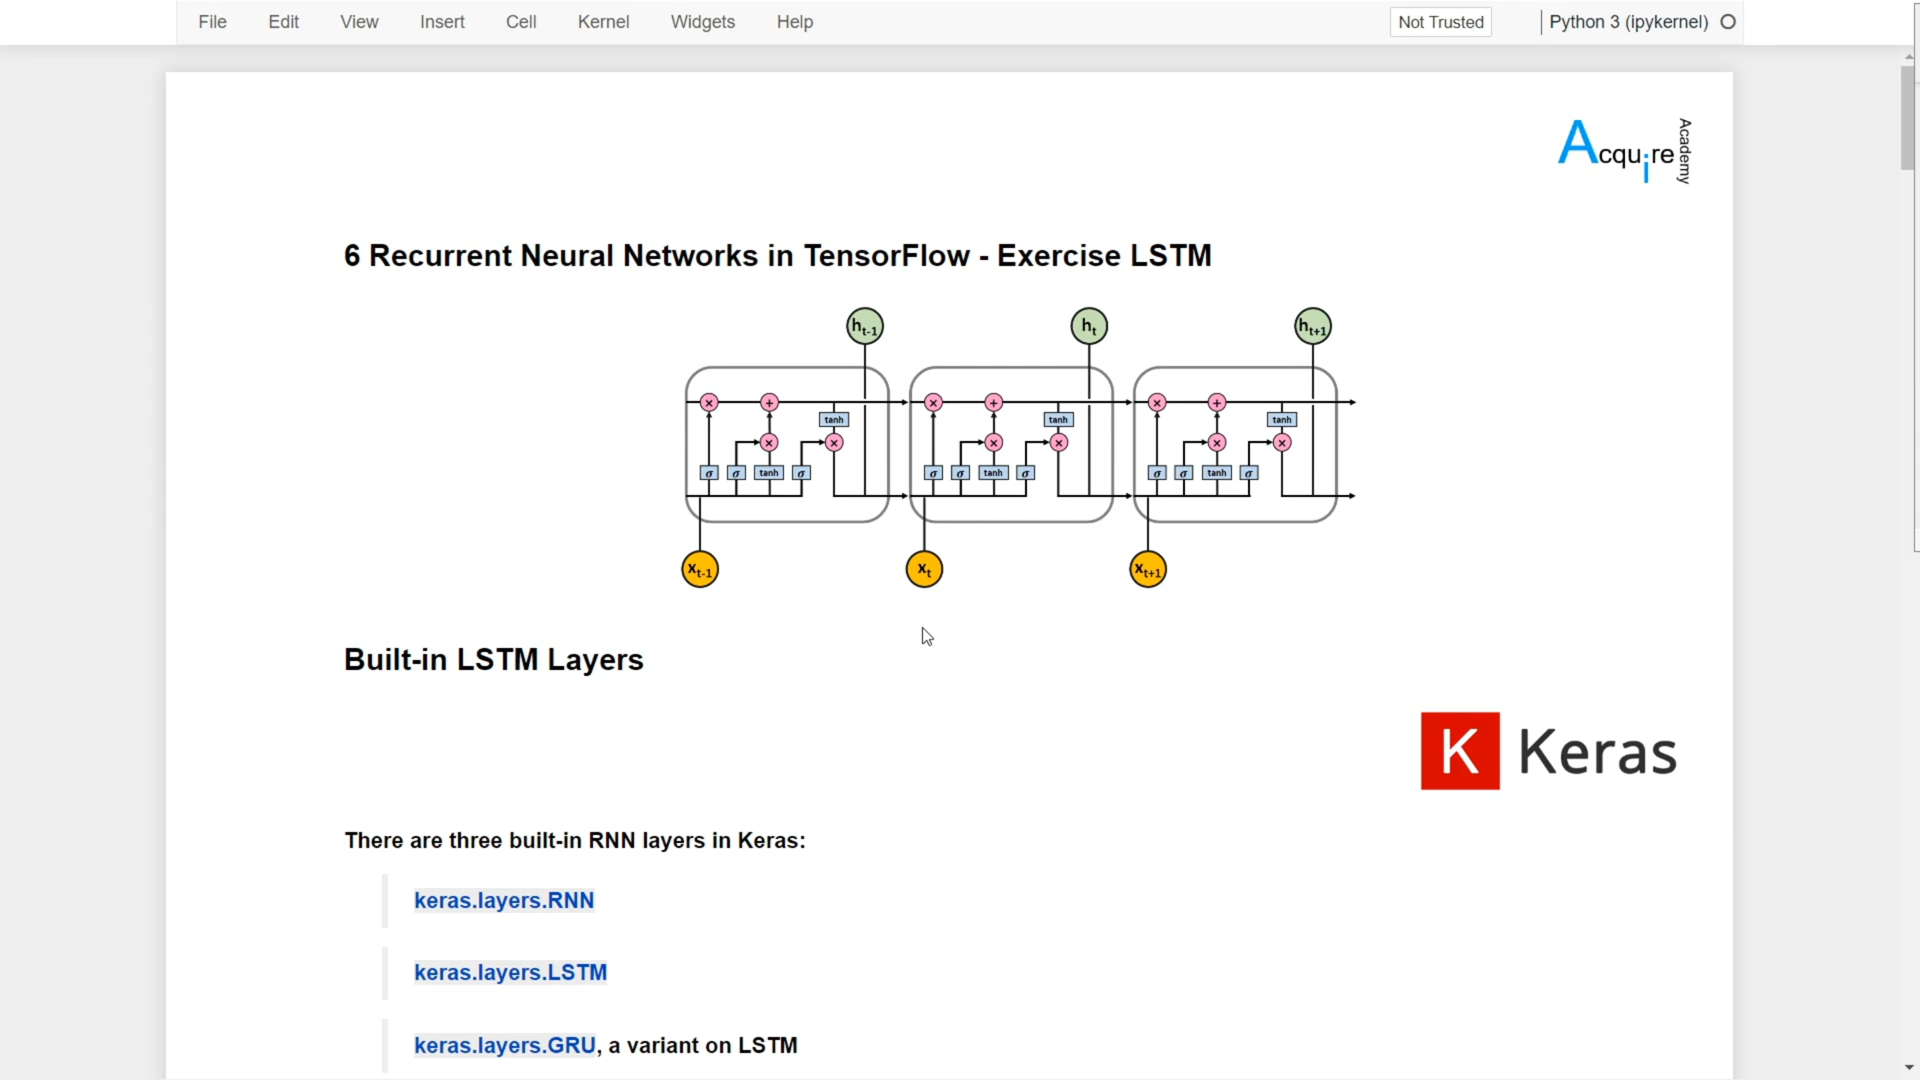 File Edit View Insert Cell Kernel Widgets Help Not Trusted Python 3 (ipykernel)
Acquire Academy
6 Recurrent Neural Networks in TensorFlow - Exercise LSTM
ht-1 ht ht+1
× + × + × +
tanh tanh tanh
× × × × × ×
σ σ tanh σ σ σ tanh σ σ σ tanh σ
xt-1 xt xt+1
Built-in LSTM Layers
K Keras
There are three built-in RNN layers in Keras:
keras.layers.RNN
keras.layers.LSTM
keras.layers.GRU, a variant on LSTM